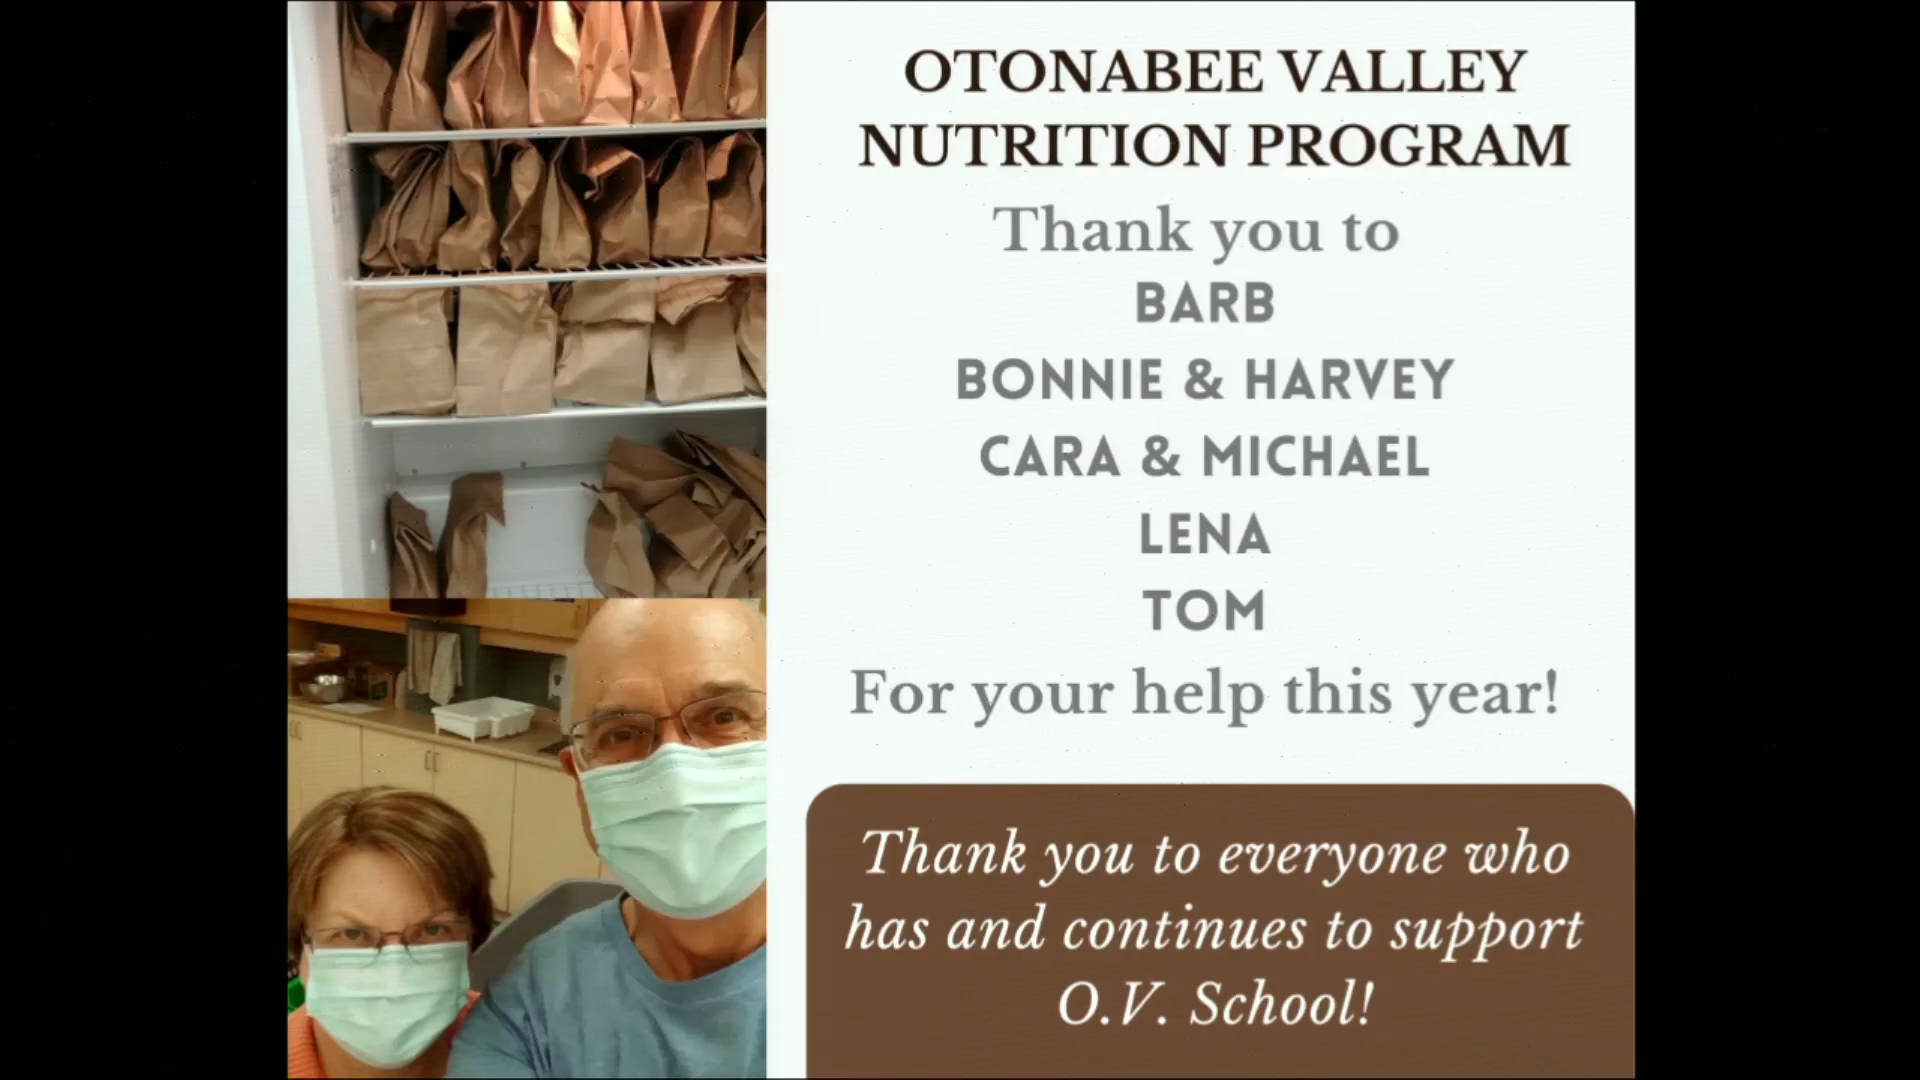 OTONABEE VALLEY
NUTRITION PROGRAM
Thank you to
BARB
BONNIE & HARVEY
CARA & MICHAEL
LENA
TOM
For your help this year!
Thank you to everyone who
has and continues to support
O.V. School!